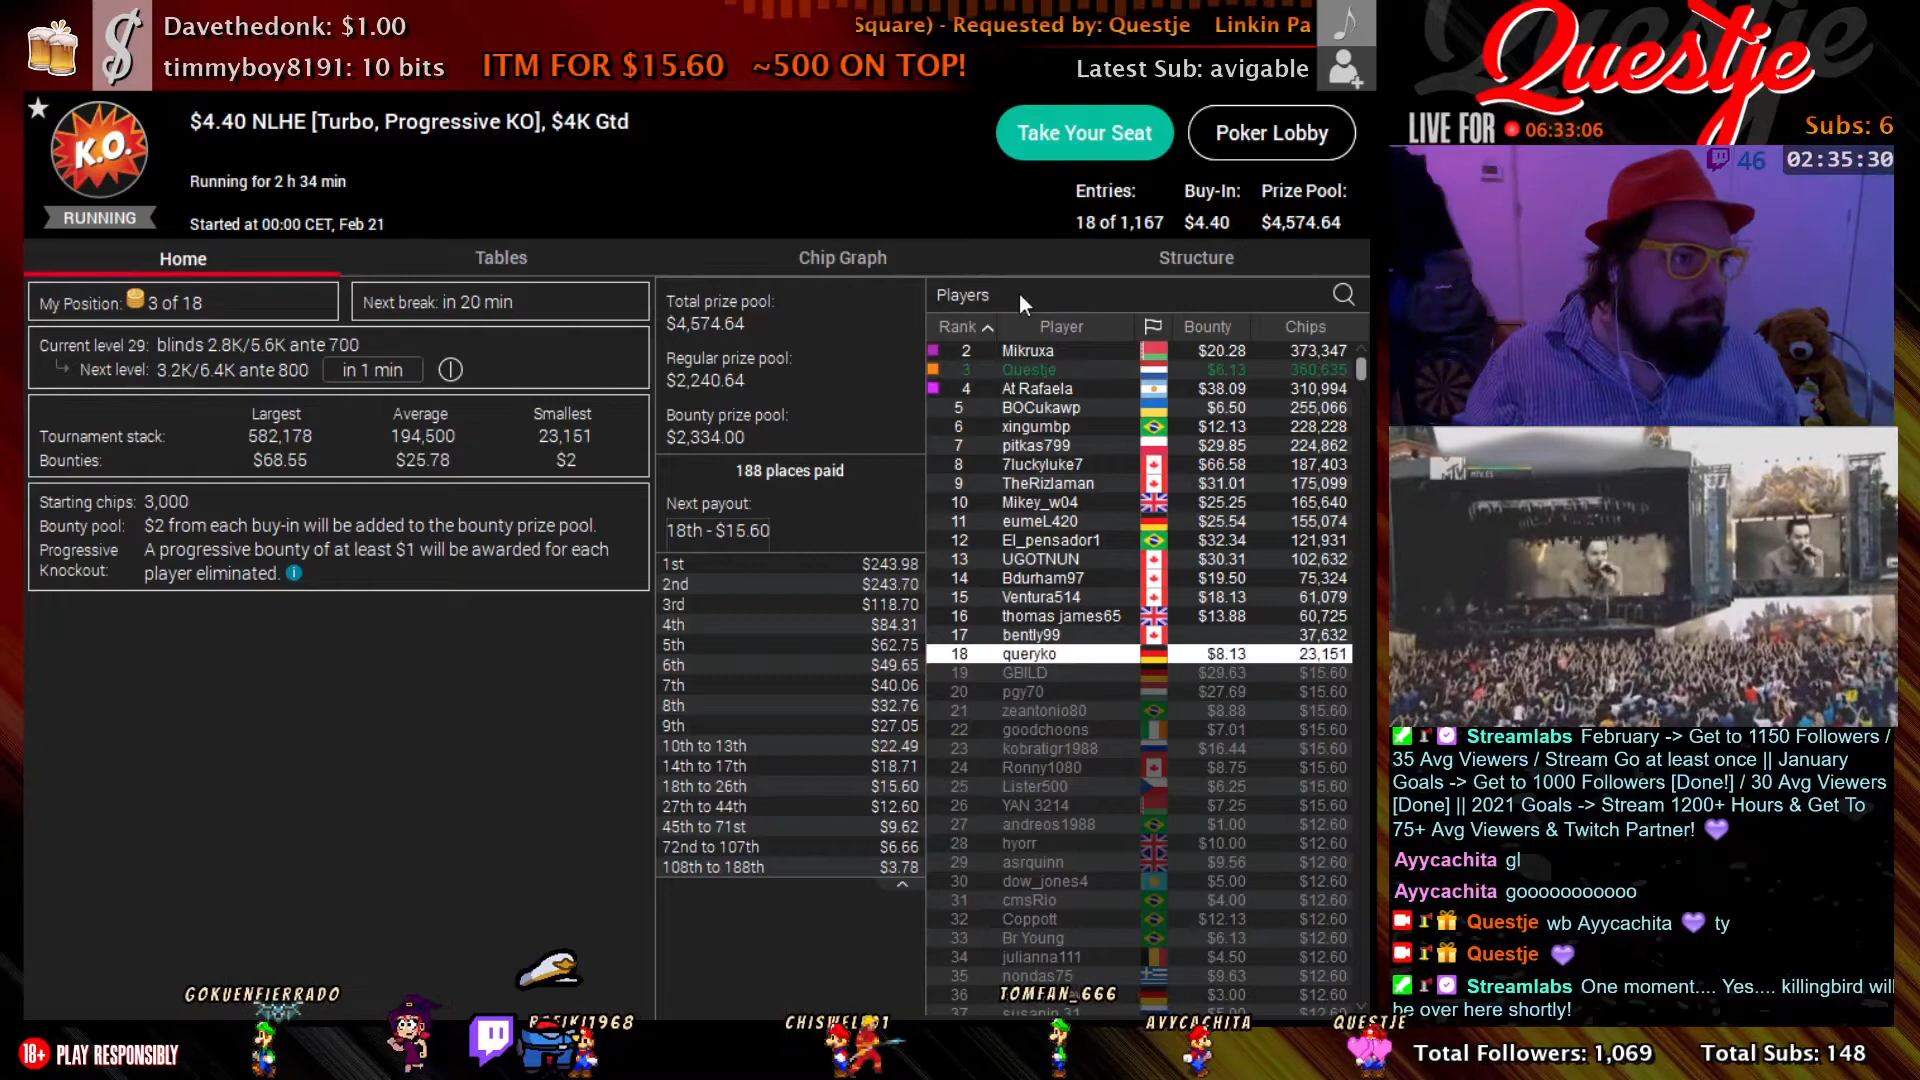 Davethedonk: $1.00
timmyboy8191: 10 bits
ITM FOR $15.60 ~500 ON TOP!
Square) - Requested by: Questje Linkin Pa
Latest Sub: avigable
Questje
LIVE FOR 06:33:06
Subs: 6
46 02:35:30
K.O.
RUNNING
$4.40 NLHE [Turbo, Progressive KO], $4K Gtd
Running for 2 h 34 min
Started at 00:00 CET, Feb 21
Take Your Seat
Poker Lobby
Entries: Buy-In: Prize Pool:
18 of 1,167 $4.40 $4,574.64
Home Tables Chip Graph Structure
My Position: 3 of 18
Next break: in 20 min
Current level 29: blinds 2.8K/5.6K ante 700
Next level: 3.2K/6.4K ante 800 in 1 min
Largest Average Smallest
Tournament stack: 582,178 194,500 23,151
Bounties: $68.55 $25.78 $2
Starting chips: 3,000
Bounty pool: $2 from each buy-in will be added to the bounty prize pool.
Progressive Knockout: A progressive bounty of at least $1 will be awarded for each
player eliminated.
Total prize pool:
$4,574.64
Regular prize pool:
$2,240.64
Bounty prize pool:
$2,334.00
188 places paid
Next payout:
18th - $15.60
1st $243.98
2nd $243.70
3rd $118.70
4th $84.31
5th $62.75
6th $49.65
7th $40.06
8th $32.76
9th $27.05
10th to 13th $22.49
14th to 17th $18.71
18th to 26th $15.60
27th to 44th $12.60
45th to 71st $9.62
72nd to 107th $6.66
108th to 188th $3.78
Players
Rank Player Bounty Chips
2 Mikruxa $20.28 373,347
3 Questje $6.13 360,635
4 At Rafaela $38.09 310,994
5 BOCukawp $6.50 255,066
6 xingumbp $12.13 228,228
7 pitkas799 $29.85 224,862
8 7luckyluke7 $66.58 187,403
9 TheRizlaman $31.01 175,099
10 Mikey_w04 $25.25 165,640
11 eumeL420 $25.54 155,074
12 El_pensador1 $32.34 121,931
13 UGOTNUN $30.31 102,632
14 Bdurham97 $19.50 75,324
15 Ventura514 $18.13 61,079
16 thomas james65 $13.88 60,725
17 bently99 37,632
18 queryko $8.13 23,151
19 GBILD $29.63 $15.60
20 pgy70 $27.69 $15.60
21 zeantonio80 $8.88 $15.60
22 goodchoons $7.01 $15.60
23 kobratigr1988 $16.44 $15.60
24 Ronny1080 $8.75 $15.60
25 Lister500 $6.25 $15.60
26 YAN 3214 $7.25 $15.60
27 andreos1988 $1.00 $12.60
28 hyorr $10.00 $12.60
29 asrquinn $9.56 $12.60
30 dow_jones4 $5.00 $12.60
31 cmsRio $4.00 $12.60
32 Coppott $12.13 $12.60
33 Br Young $6.13 $12.60
34 julianna111 $4.50 $12.60
35 nondas75 $9.63 $12.60
36 $3.00 $12.60
Streamlabs February -> Get to 1150 Followers /
35 Avg Viewers / Stream Go at least once || January
Goals -> Get to 1000 Followers [Done!] / 30 Avg Viewers
[Done] || 2021 Goals -> Stream 1200+ Hours & Get To
75+ Avg Viewers & Twitch Partner!
Ayycachita gl
Ayycachita gooooooooooo
Questje wb Ayycachita ty
Questje
Streamlabs One moment.... Yes.... killingbird will
be over here shortly!
GOKUENFIERRADO
TOMFAN_666
AYYCACHITA
QUESTJE
18+ PLAY RESPONSIBLY
Total Followers: 1,069 Total Subs: 148